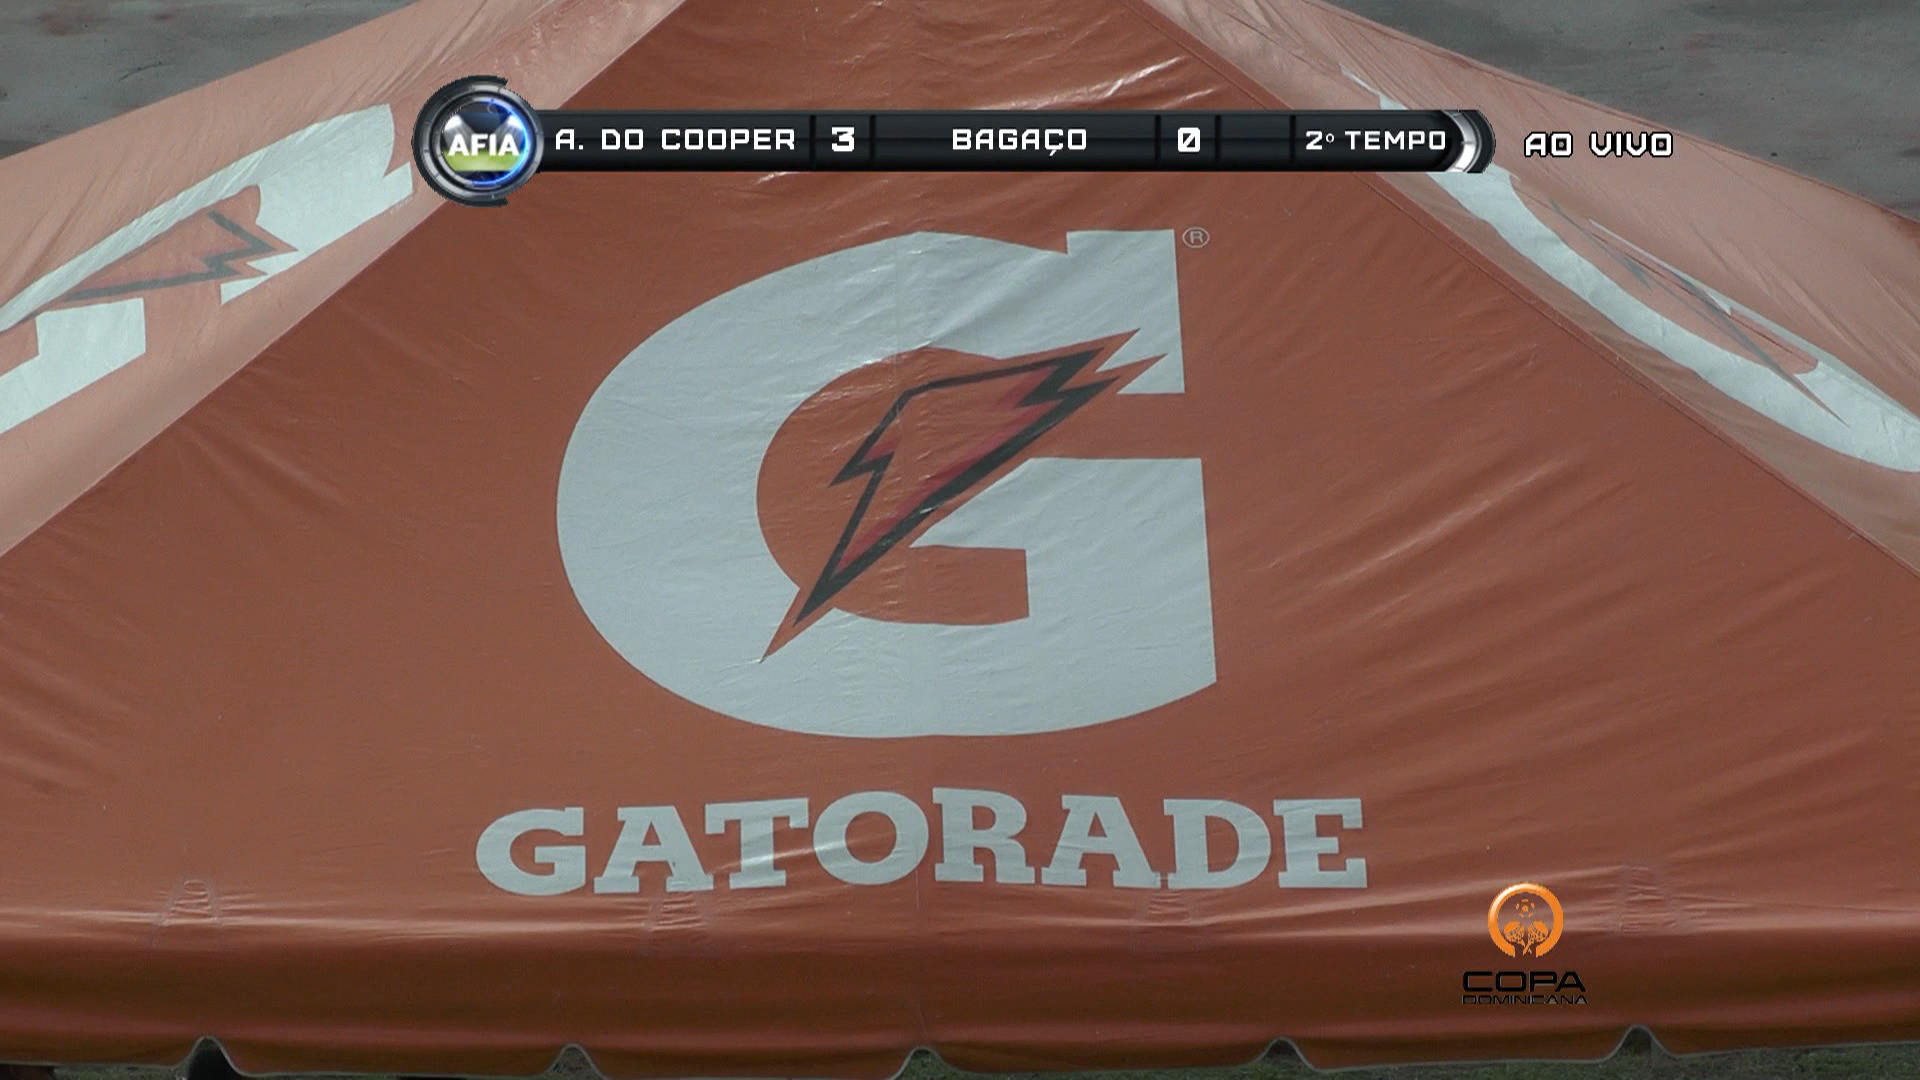 AFIA A. DO COOPER 3 BAGAÇO 0 2º TEMPO AO VIVO
G ®
GATORADE
COPA
DOMINICANA